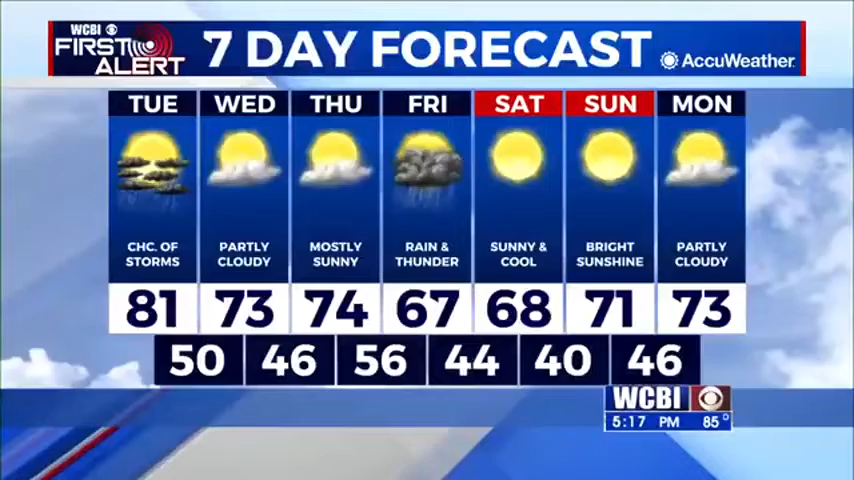 WCBI
FIRST
ALERT
7 DAY FORECAST
AccuWeather
TUE WED THU FRI SAT SUN MON
CHC. OF STORMS
PARTLY CLOUDY
MOSTLY SUNNY
RAIN & THUNDER
SUNNY & COOL
BRIGHT SUNSHINE
PARTLY CLOUDY
81 73 74 67 68 71 73
50 46 56 44 40 46
WCBI
5:17 PM 85°